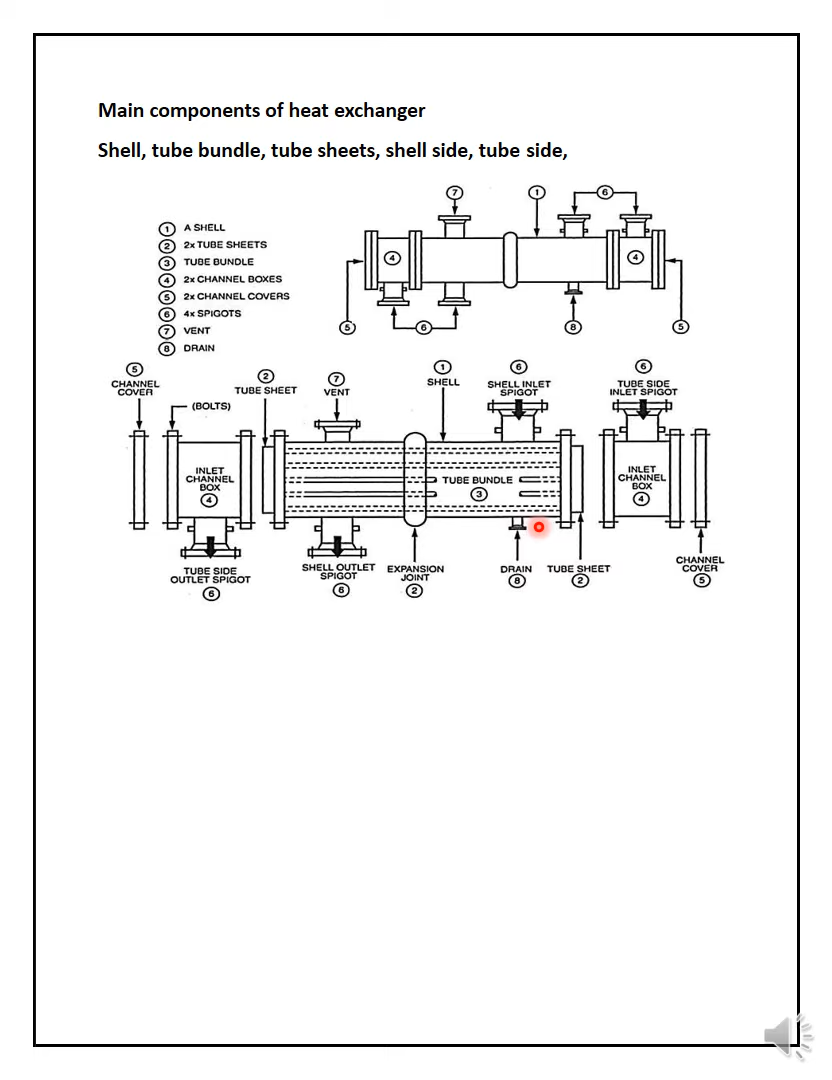 Main components of heat exchanger
Shell, tube bundle, tube sheets, shell side, tube side,
7 1 6
1 A SHELL
2 2x TUBE SHEETS
3 TUBE BUNDLE
4 2x CHANNEL BOXES
5 2x CHANNEL COVERS
6 4x SPIGOTS
7 VENT
8 DRAIN
4 4
5 6 8 5
5
CHANNEL
COVER
(BOLTS)
2
TUBE SHEET
7
VENT
1
SHELL
6
SHELL INLET
SPIGOT
6
TUBE SIDE
INLET SPIGOT
INLET
CHANNEL
BOX
4
TUBE BUNDLE
3
INLET
CHANNEL
BOX
4
TUBE SIDE
OUTLET SPIGOT
6
SHELL OUTLET
SPIGOT
6
EXPANSION
JOINT
2
DRAIN
8
TUBE SHEET
2
CHANNEL
COVER
5